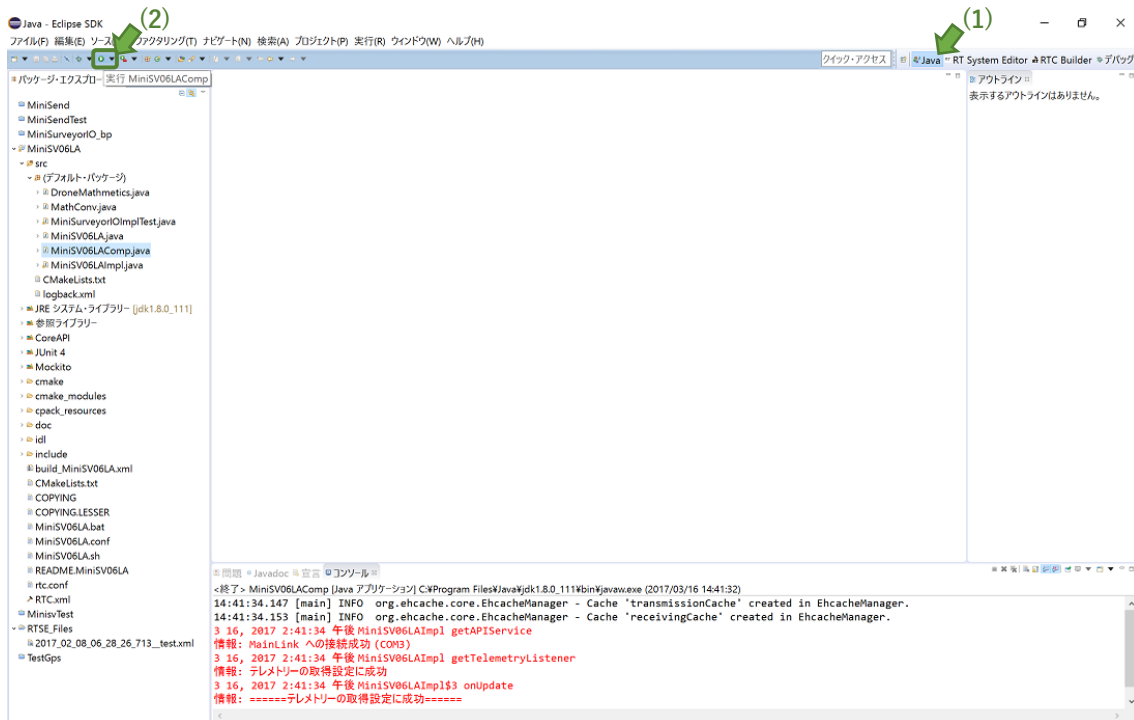 (2)
(1)
Java - Eclipse SDK
ファイル(F) 編集(E) ソース ファクタリング(T) ナビゲート(N) 検索(A) プロジェクト(P) 実行(R) ウインドウ(W) ヘルプ(H)
クイック・アクセス
Java
RT System Editor
RTC Builder
デバッグ
パッケージ・エクスプロー
実行 MiniSV06LAComp
アウトライン
表示するアウトラインはありません。
MiniSend
MiniSendTest
MiniSurveyorIO_bp
MiniSV06LA
src
(デフォルト・パッケージ)
DroneMathmetics.java
MathConv.java
MiniSurveyorIOImplTest.java
MiniSV06LA.java
MiniSV06LAComp.java
MiniSV06LAImpl.java
CMakeLists.txt
logback.xml
JRE システム・ライブラリー [jdk1.8.0_111]
参照ライブラリー
CoreAPI
JUnit 4
Mockito
cmake
cmake_modules
cpack_resources
doc
idl
include
build_MiniSV06LA.xml
CMakeLists.txt
COPYING
COPYING.LESSER
MiniSV06LA.bat
MiniSV06LA.conf
MiniSV06LA.sh
README.MiniSV06LA
rtc.conf
RTC.xml
MinisvTest
RTSE_Files
2017_02_08_06_28_26_713__test.xml
TestGps
問題 Javadoc 宣言 コンソール
<終了> MiniSV06LAComp [Java アプリケーション] C:¥Program Files¥Java¥jdk1.8.0_111¥bin¥javaw.exe (2017/03/16 14:41:32)
14:41:34.147 [main] INFO org.ehcache.core.EhcacheManager - Cache 'transmissionCache' created in EhcacheManager.
14:41:34.153 [main] INFO org.ehcache.core.EhcacheManager - Cache 'receivingCache' created in EhcacheManager.
3 16, 2017 2:41:34 午後 MiniSV06LAImpl getAPIService
情報: MainLink への接続成功 (COM3)
3 16, 2017 2:41:34 午後 MiniSV06LAImpl getTelemetryListener
情報: テレメトリーの取得設定に成功
3 16, 2017 2:41:34 午後 MiniSV06LAImpl$3 onUpdate
情報: ======テレメトリーの取得設定に成功======